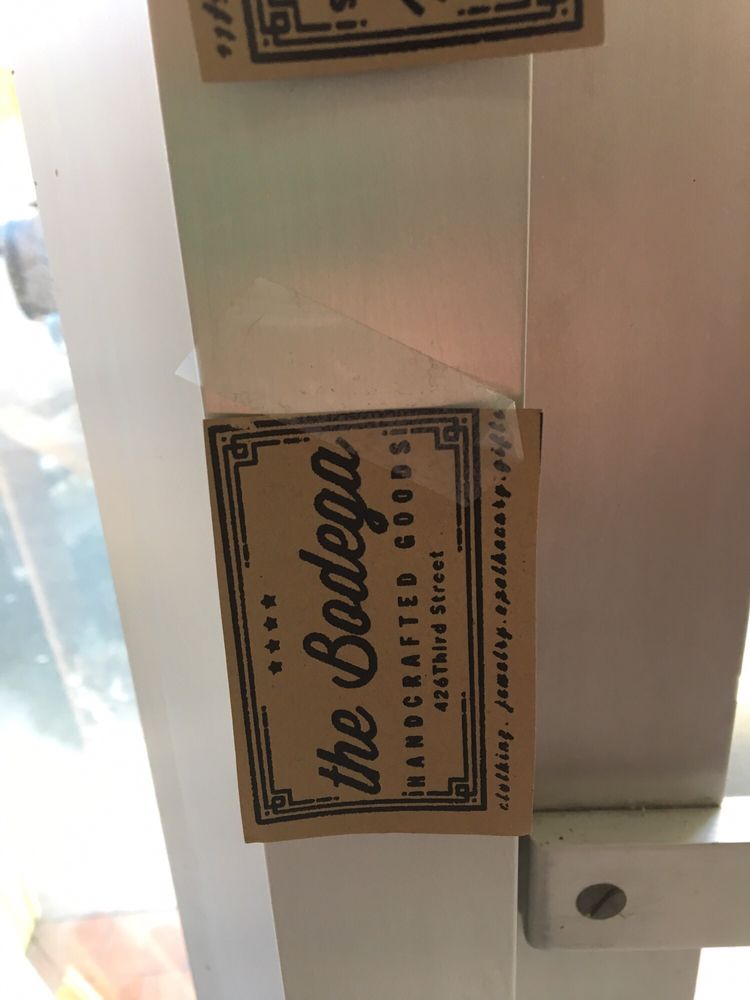 the Bodega
HANDCRAFTED GOODS
426 Third Street
clothing. jewelry. apothecary. gifts